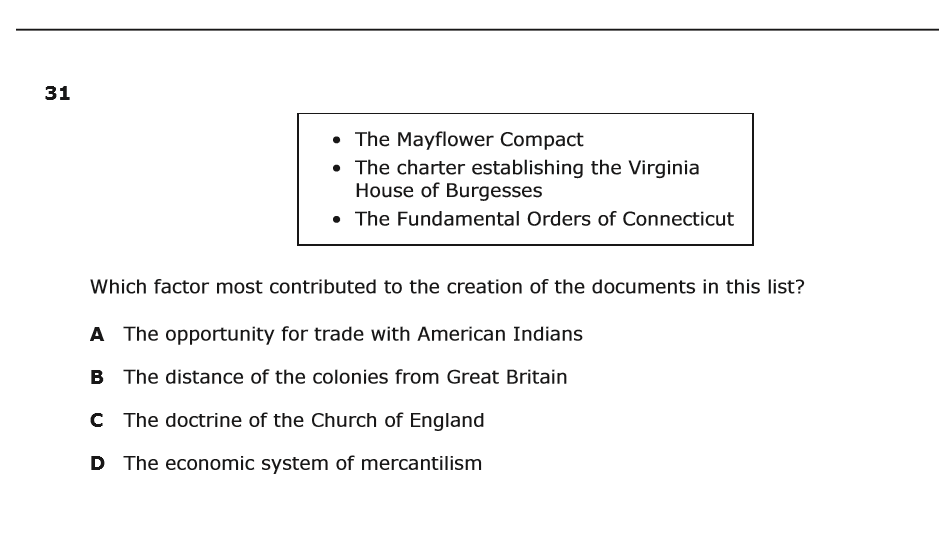 31
• The Mayflower Compact
• The charter establishing the Virginia
House of Burgesses
• The Fundamental Orders of Connecticut
Which factor most contributed to the creation of the documents in this list?
A The opportunity for trade with American Indians
B The distance of the colonies from Great Britain
C The doctrine of the Church of England
D The economic system of mercantilism